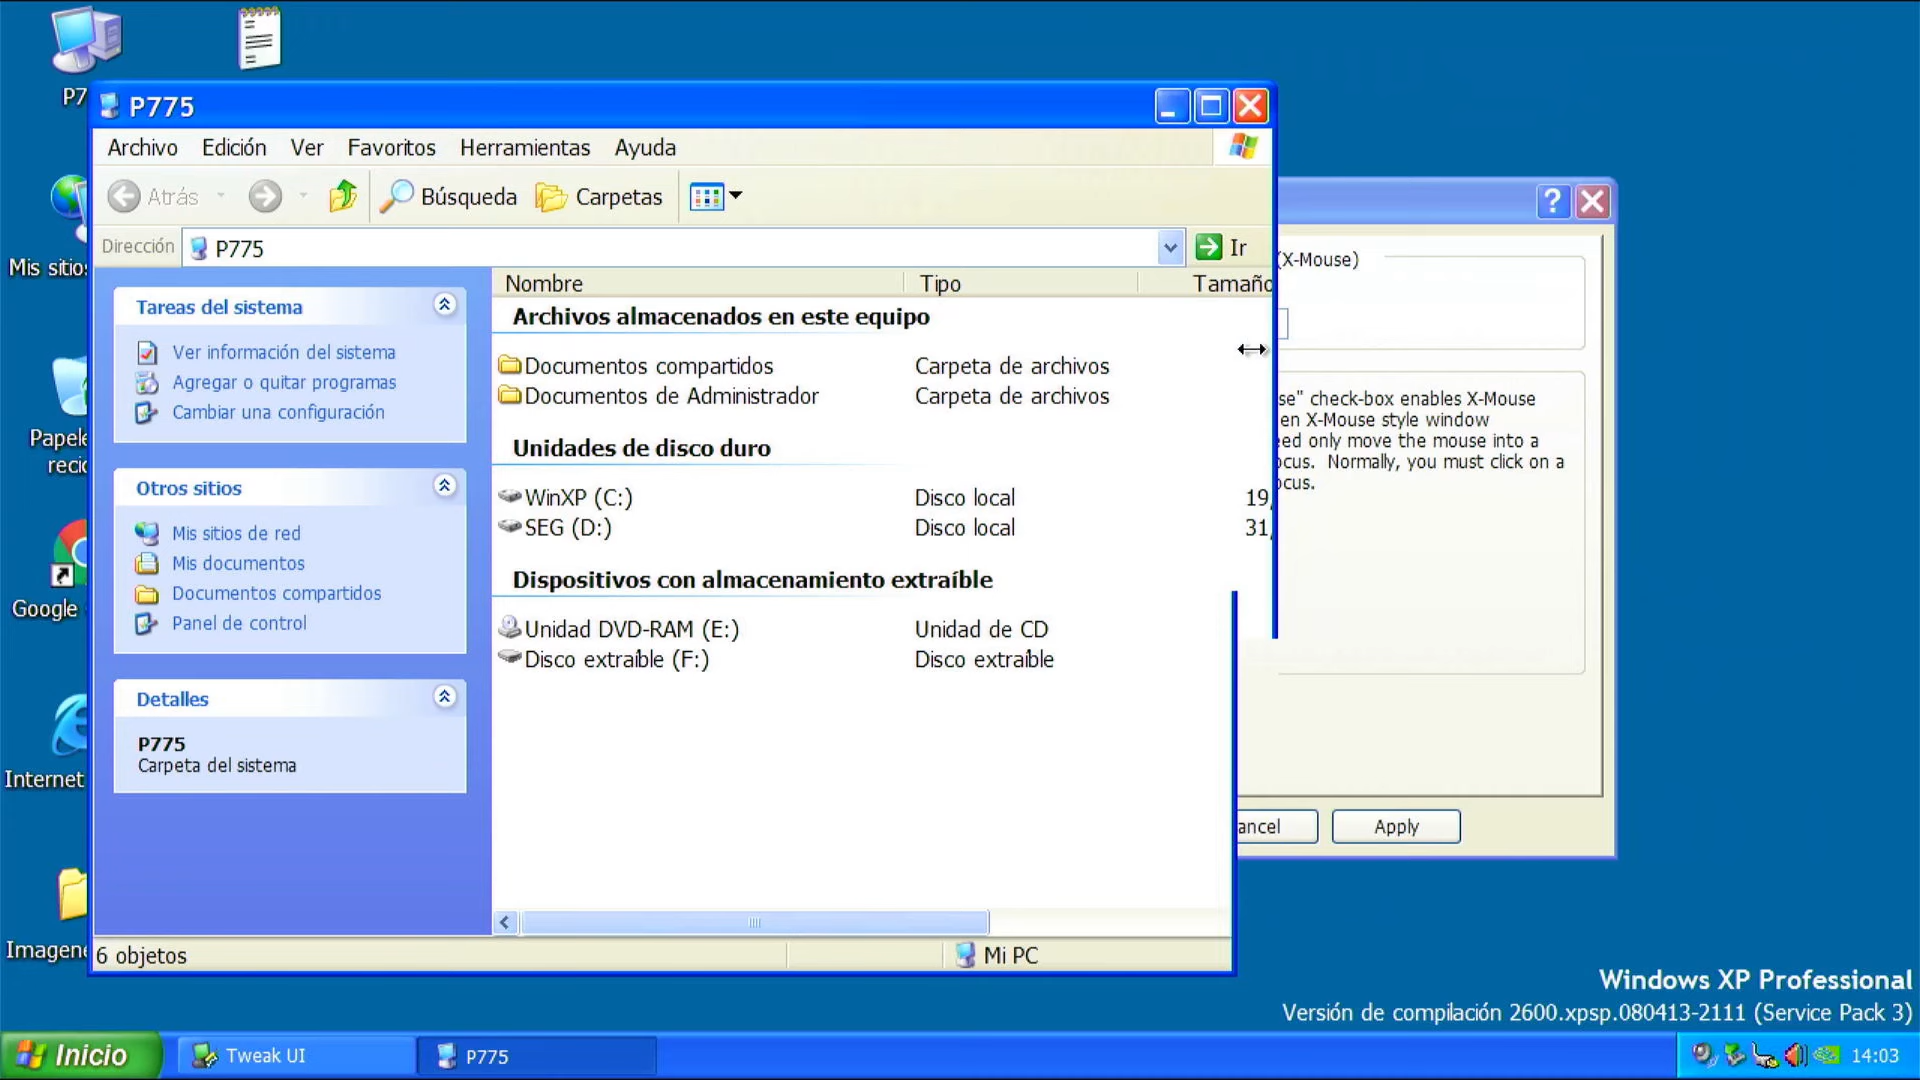 P7
P775
Archivo Edición Ver Favoritos Herramientas Ayuda
Atrás Búsqueda Carpetas
Dirección P775 Ir
Nombre Tipo Tamaño
Tareas del sistema
Ver información del sistema
Agregar o quitar programas
Cambiar una configuración
Otros sitios
Mis sitios de red
Mis documentos
Documentos compartidos
Panel de control
Detalles
P775
Carpeta del sistema
Archivos almacenados en este equipo
Documentos compartidos Carpeta de archivos
Documentos de Administrador Carpeta de archivos
Unidades de disco duro
WinXP (C:) Disco local 19,
SEG (D:) Disco local 31,
Dispositivos con almacenamiento extraíble
Unidad DVD-RAM (E:) Unidad de CD
Disco extraíble (F:) Disco extraíble
6 objetos Mi PC
?
(X-Mouse)
se" check-box enables X-Mouse
en X-Mouse style window
ed only move the mouse into a
ocus. Normally, you must click on a
ocus.
ancel Apply
Mis sitios
Papele
reci
Google
Internet
Imagene
Windows XP Professional
Versión de compilación 2600.xpsp.080413-2111 (Service Pack 3)
Inicio Tweak UI P775 14:03